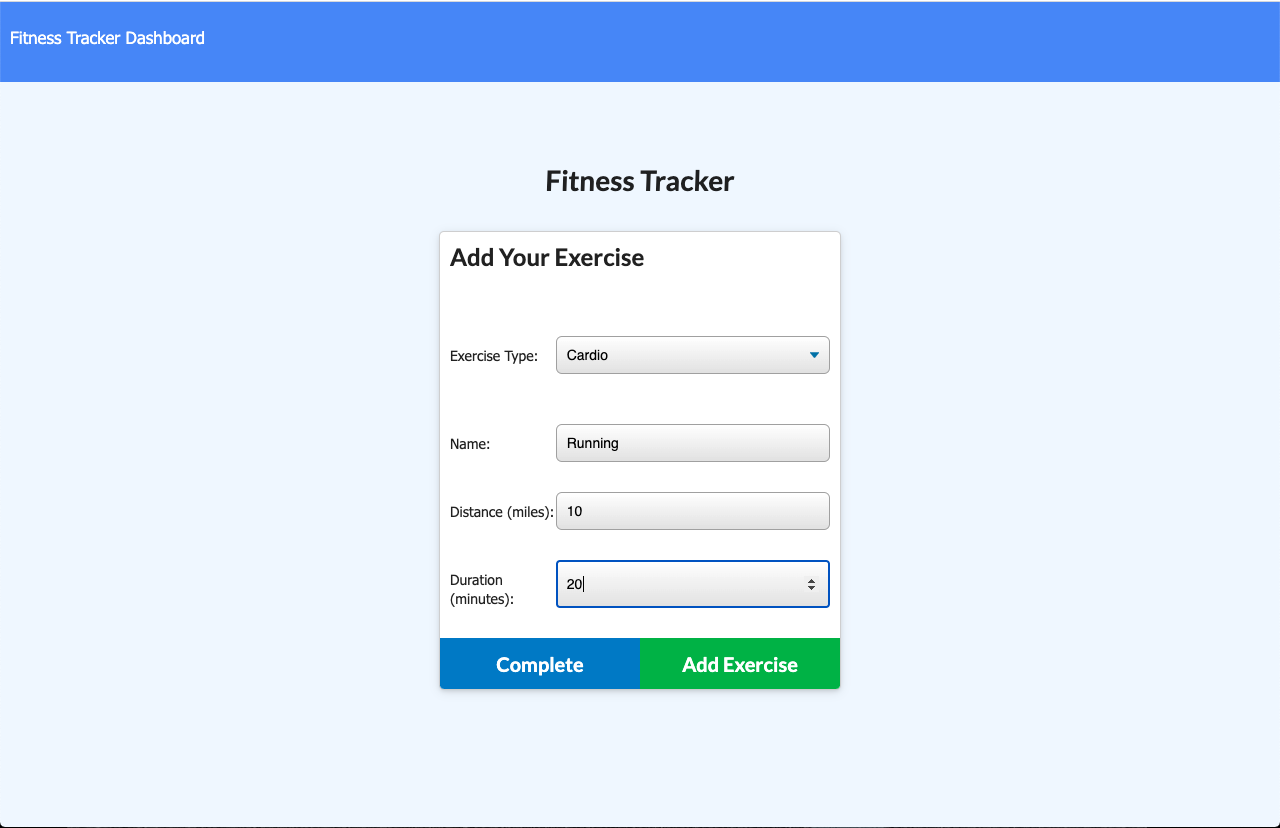 Fitness Tracker Dashboard
Fitness Tracker
Add Your Exercise
Exercise Type: Cardio
Name: Running
Distance (miles): 10
Duration
(minutes): 20
Complete Add Exercise